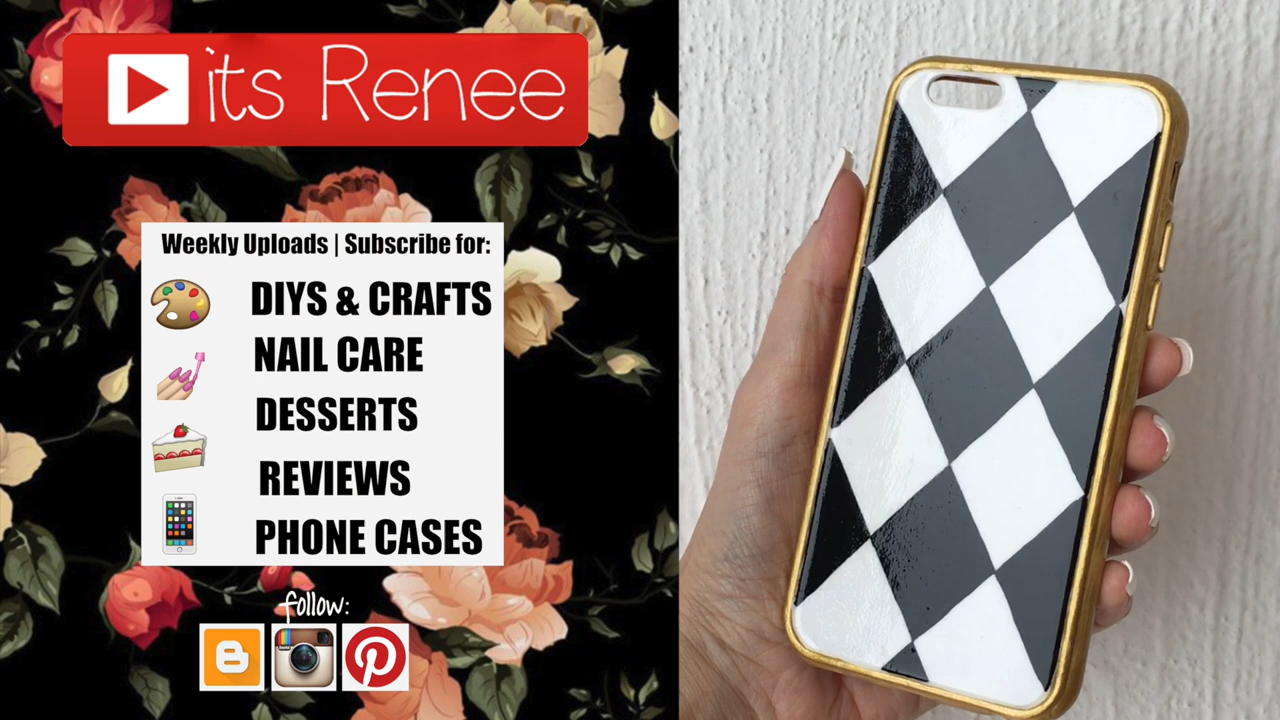 its Renee
Weekly Uploads | Subscribe for:
DIYS & CRAFTS
NAIL CARE
DESSERTS
REVIEWS
PHONE CASES
follow: